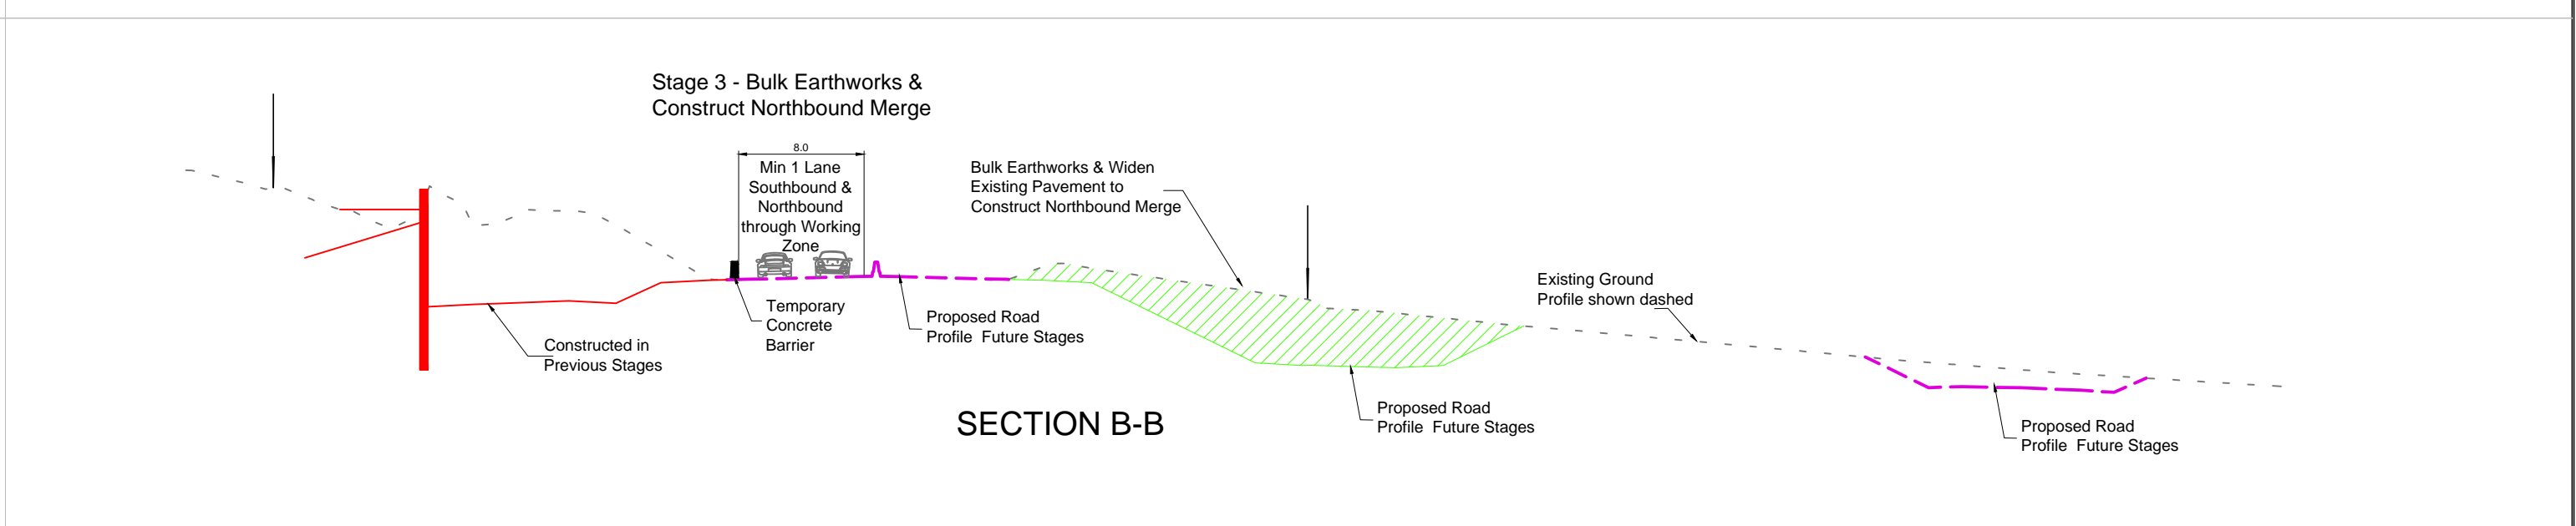 Stage 3 - Bulk Earthworks &
Construct Northbound Merge
8.0
Min 1 Lane
Southbound &
Northbound
through Working
Zone
Bulk Earthworks & Widen
Existing Pavement to
Construct Northbound Merge
Existing Ground
Profile shown dashed
Temporary
Concrete
Barrier
Proposed Road
Profile Future Stages
Constructed in
Previous Stages
Proposed Road
Profile Future Stages
Proposed Road
Profile Future Stages
SECTION B-B